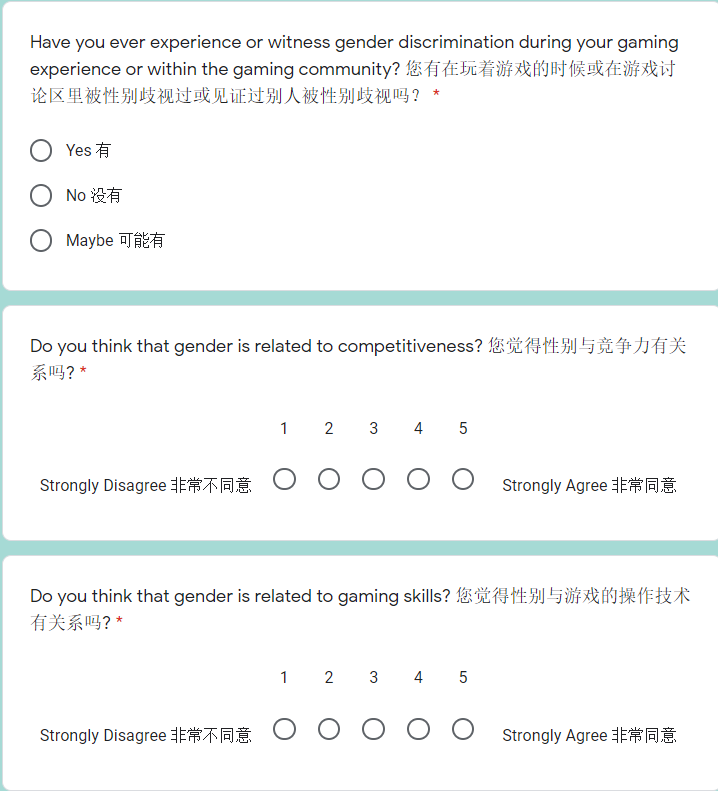 Have you ever experience or witness gender discrimination during your gaming
experience or within the gaming community? 您有在玩着游戏的时候或在游戏讨
论区里被性别歧视过或见证过别人被性别歧视吗？ *
Yes 有
No 没有
Maybe 可能有
Do you think that gender is related to competitiveness? 您觉得性别与竞争力有关
系吗? *
1 2 3 4 5
Strongly Disagree 非常不同意 Strongly Agree 非常同意
Do you think that gender is related to gaming skills? 您觉得性别与游戏的操作技术
有关系吗? *
1 2 3 4 5
Strongly Disagree 非常不同意 Strongly Agree 非常同意